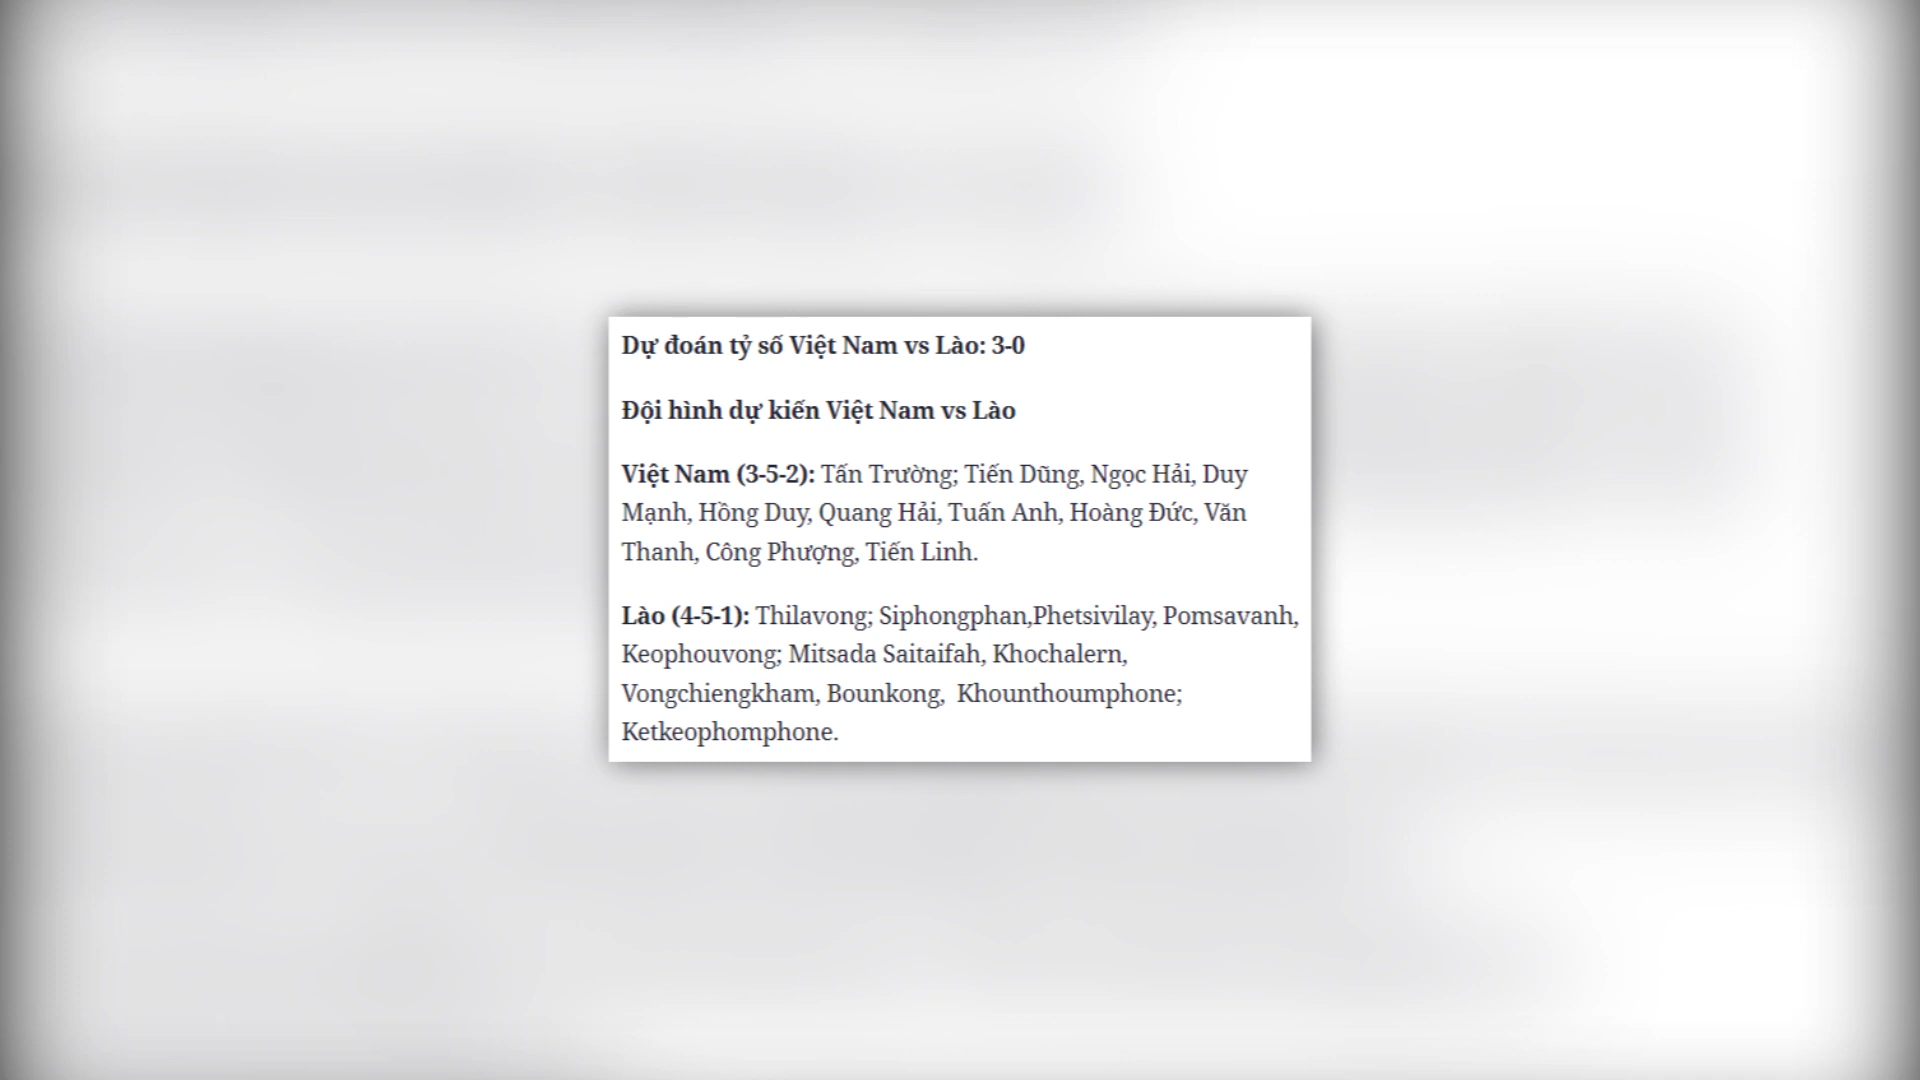 Dự đoán tỷ số Việt Nam vs Lào: 3-0
Đội hình dự kiến Việt Nam vs Lào
Việt Nam (3-5-2): Tấn Trường; Tiến Dũng, Ngọc Hải, Duy
Mạnh, Hồng Duy, Quang Hải, Tuấn Anh, Hoàng Đức, Văn
Thanh, Công Phượng, Tiến Linh.
Lào (4-5-1): Thilavong; Siphongphan,Phetsivilay, Pomsavanh,
Keophouvong; Mitsada Saitaifah, Khochalern,
Vongchiengkham, Bounkong,  Khounthoumphone;
Ketkeophomphone.